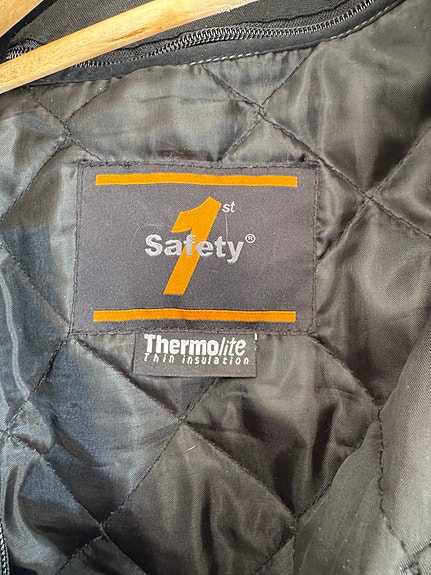 1st
Safety®
Thermolite
Thin insulation